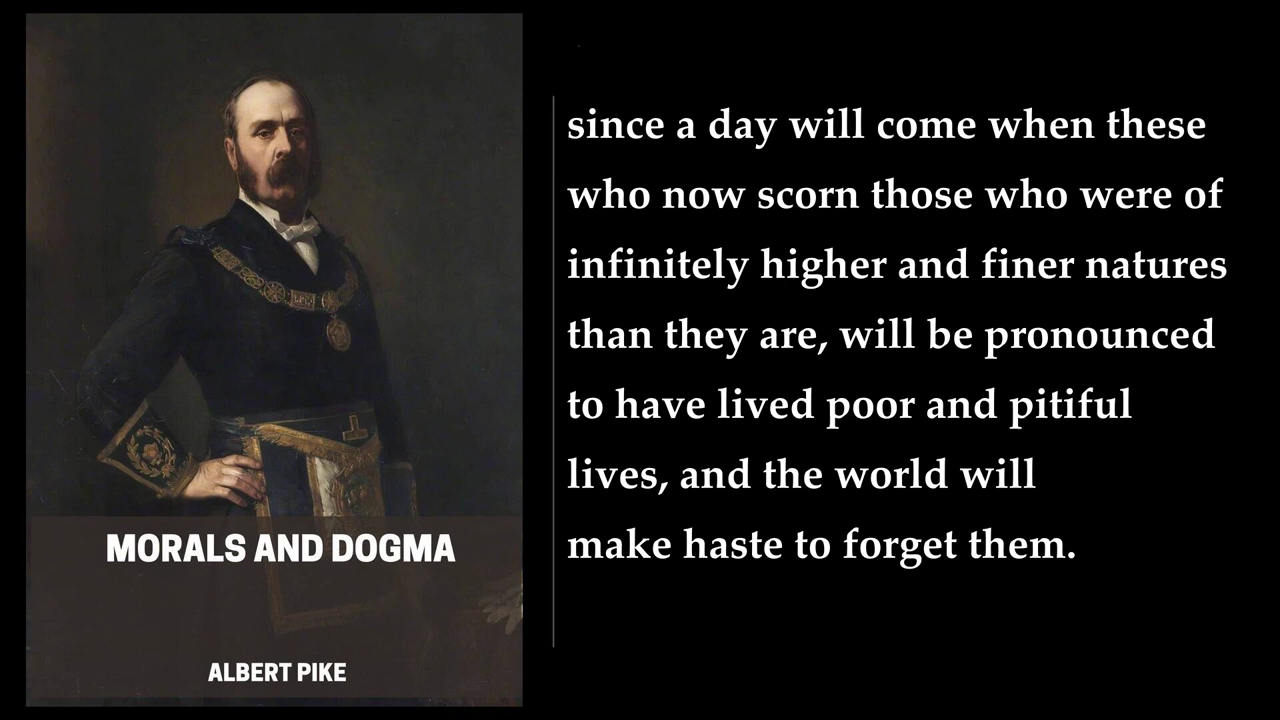 MORALS AND DOGMA
ALBERT PIKE
since a day will come when these
who now scorn those who were of
infinitely higher and finer natures
than they are, will be pronounced
to have lived poor and pitiful
lives, and the world will
make haste to forget them.